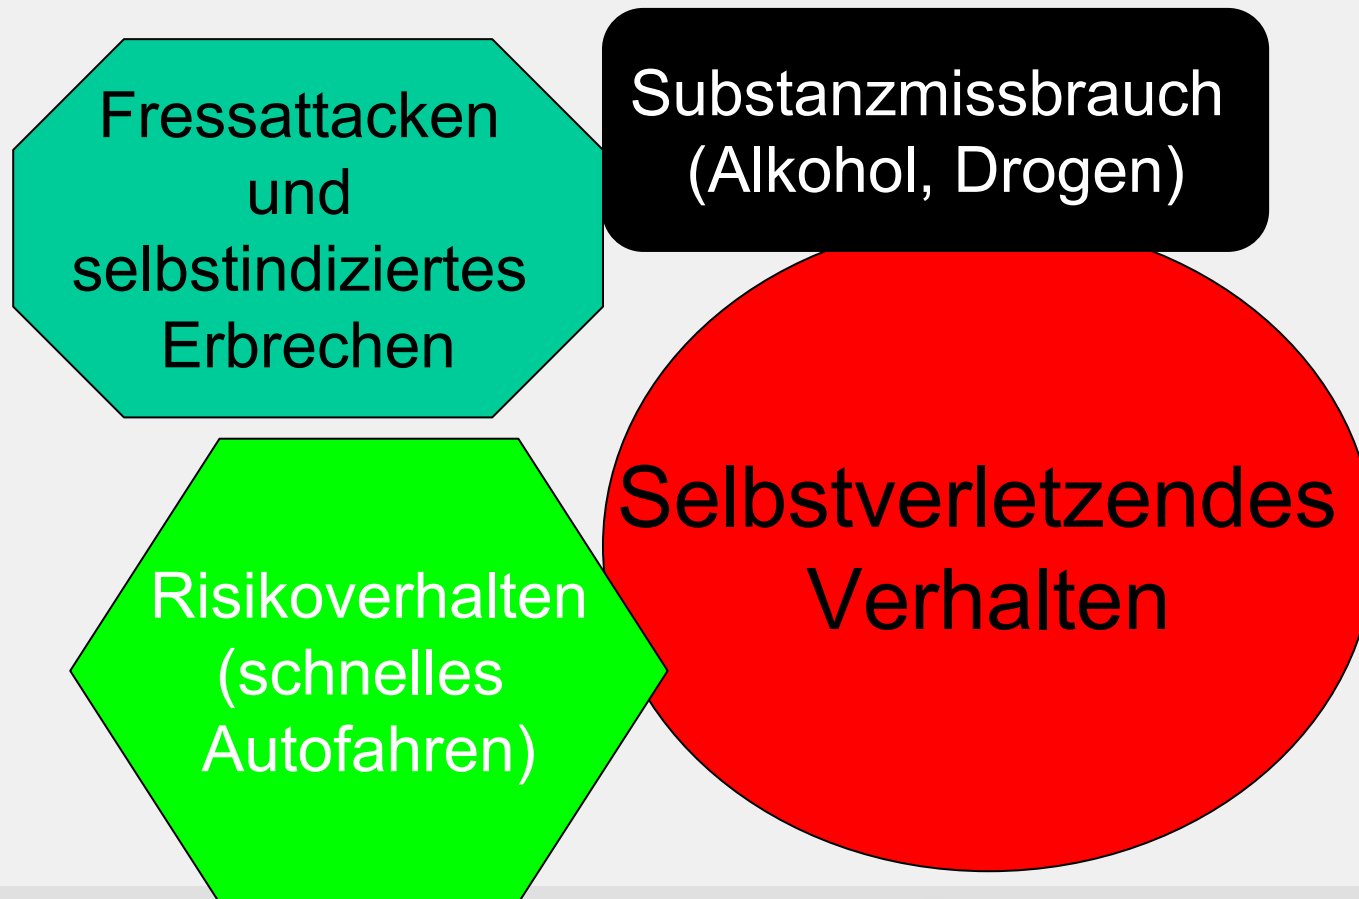 Fressattacken
und
selbstindiziertes
Erbrechen
Substanzmissbrauch
(Alkohol, Drogen)
Selbstverletzendes
Verhalten
Risikoverhalten
(schnelles
Autofahren)